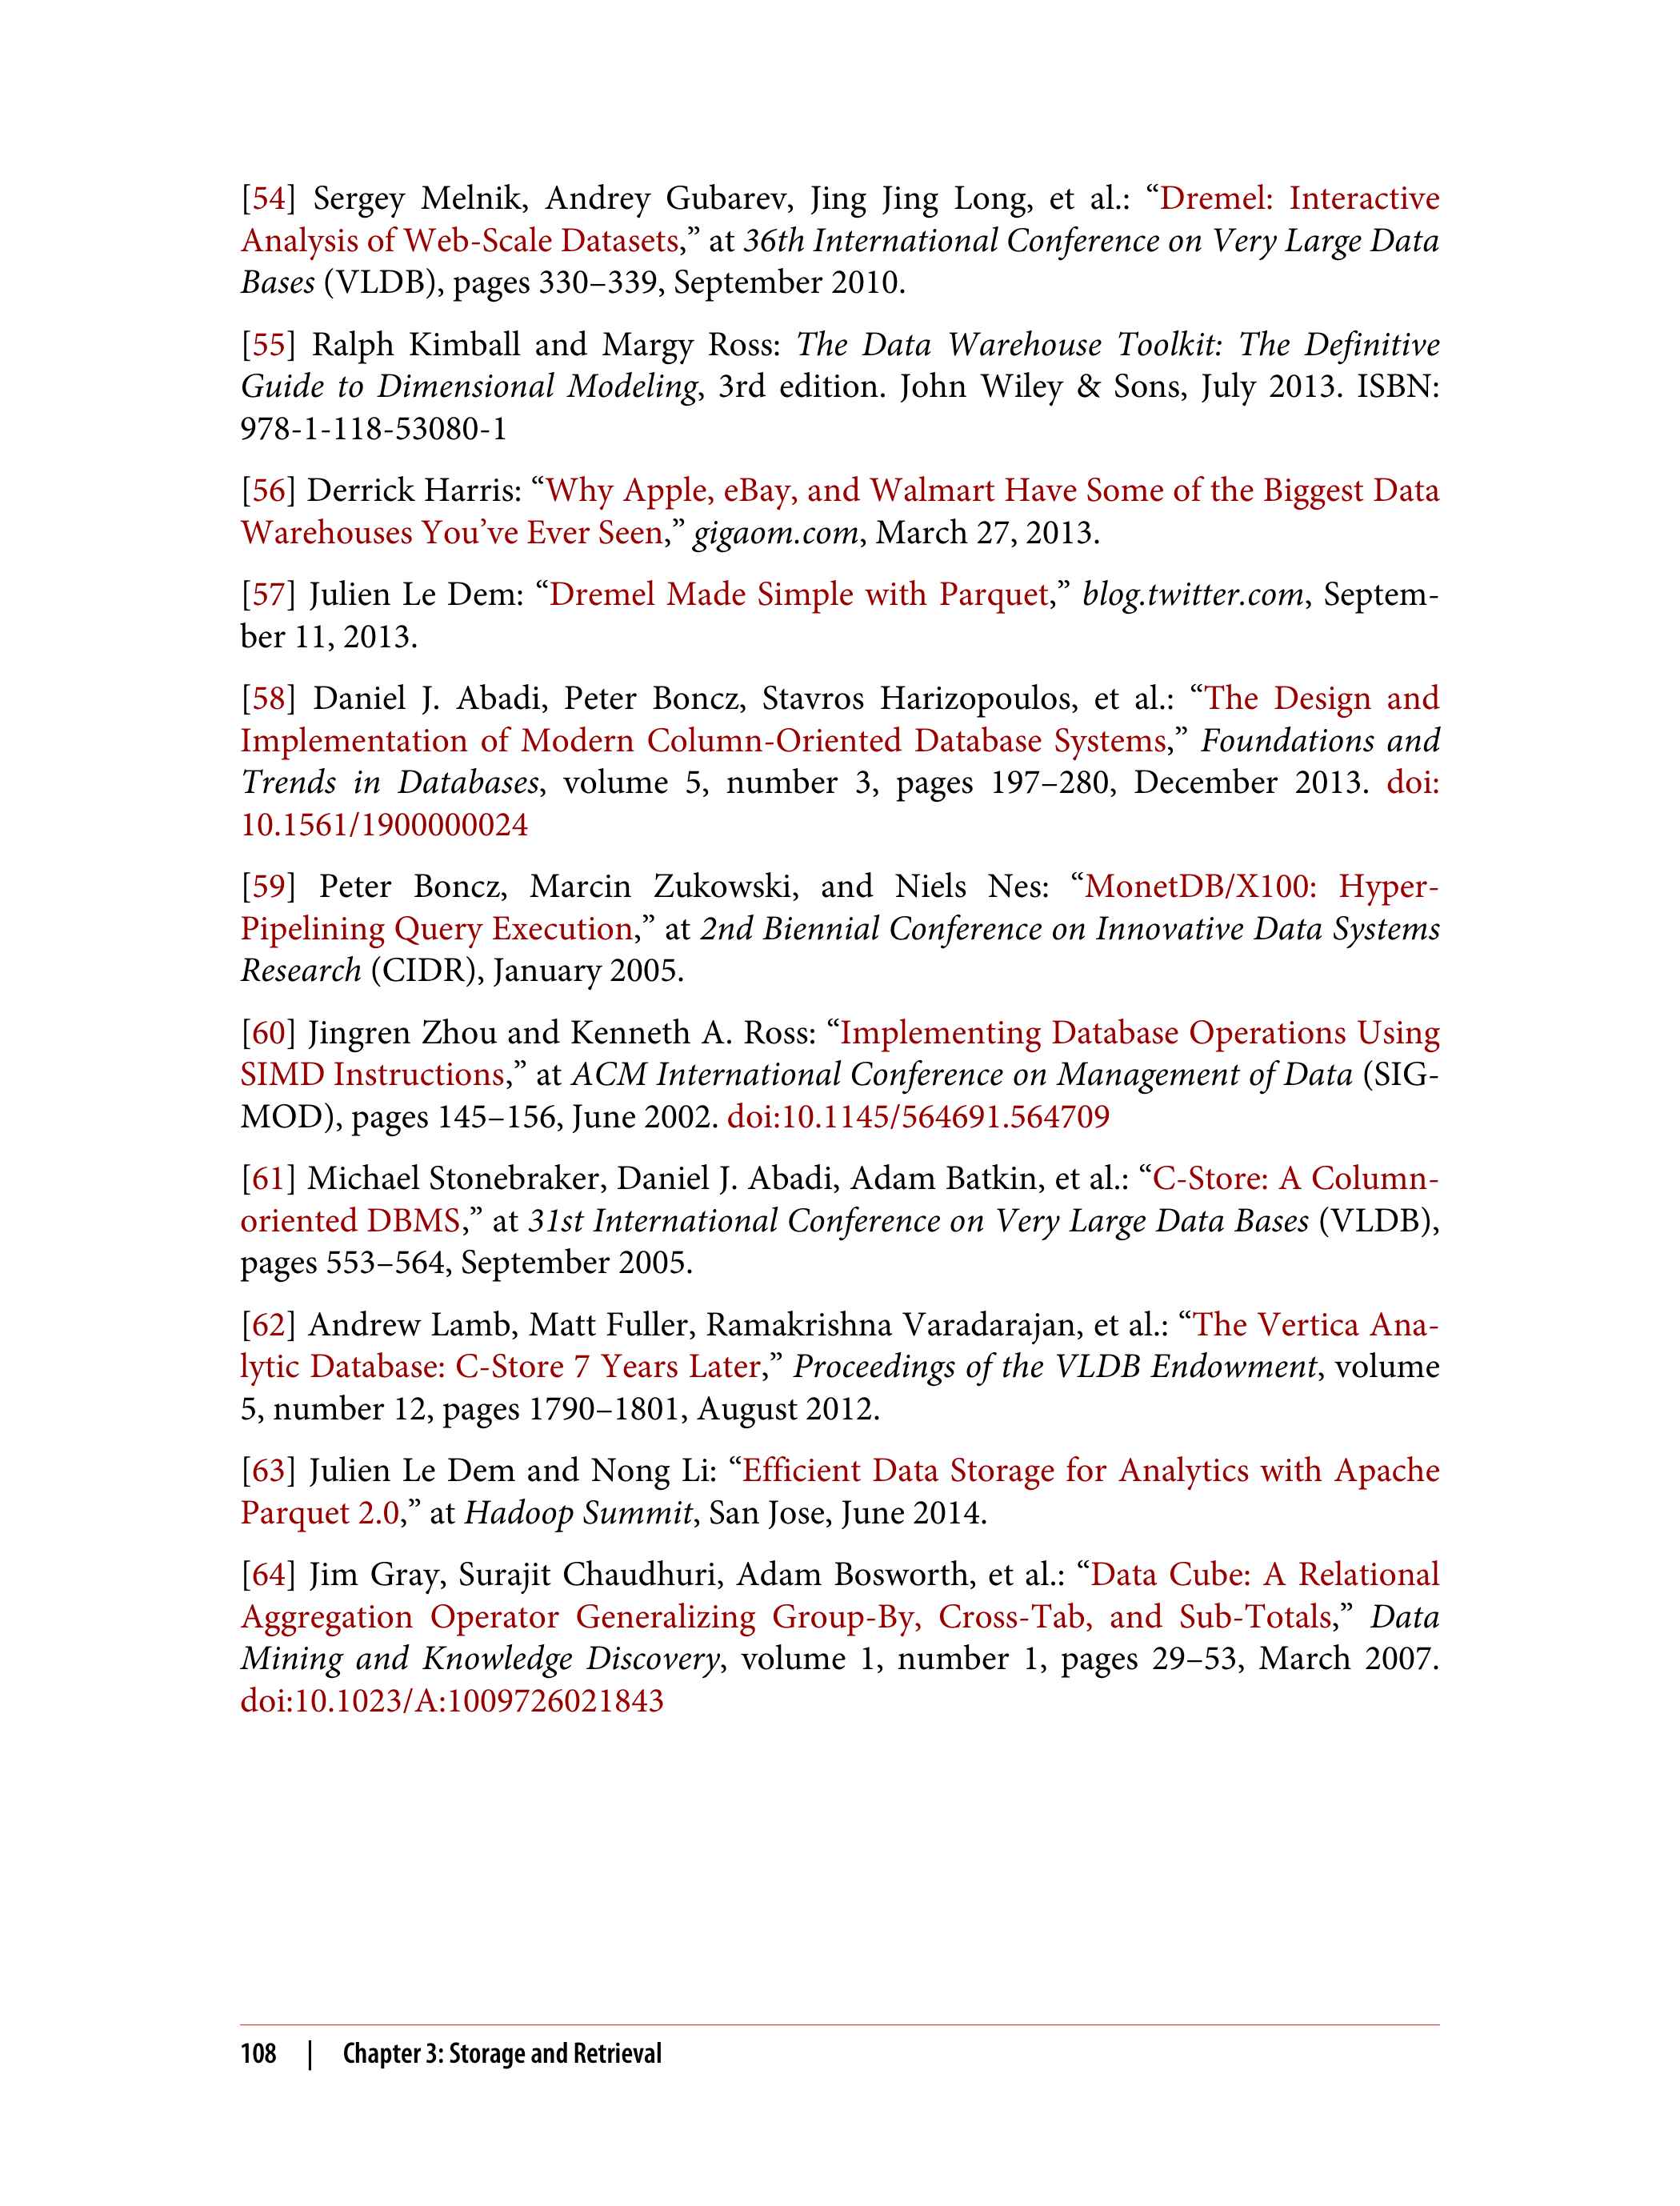 [54] Sergey Melnik, Andrey Gubarev, Jing Jing Long, et al.: “Dremel: Interactive
Analysis of Web-Scale Datasets,” at 36th International Conference on Very Large Data
Bases (VLDB), pages 330–339, September 2010.
[55] Ralph Kimball and Margy Ross: The Data Warehouse Toolkit: The Definitive
Guide to Dimensional Modeling, 3rd edition. John Wiley & Sons, July 2013. ISBN:
978-1-118-53080-1
[56] Derrick Harris: “Why Apple, eBay, and Walmart Have Some of the Biggest Data
Warehouses You’ve Ever Seen,” gigaom.com, March 27, 2013.
[57] Julien Le Dem: “Dremel Made Simple with Parquet,” blog.twitter.com, Septem-
ber 11, 2013.
[58] Daniel J. Abadi, Peter Boncz, Stavros Harizopoulos, et al.: “The Design and
Implementation of Modern Column-Oriented Database Systems,” Foundations and
Trends in Databases, volume 5, number 3, pages 197–280, December 2013. doi:
10.1561/1900000024
[59] Peter Boncz, Marcin Zukowski, and Niels Nes: “MonetDB/X100: Hyper-
Pipelining Query Execution,” at 2nd Biennial Conference on Innovative Data Systems
Research (CIDR), January 2005.
[60] Jingren Zhou and Kenneth A. Ross: “Implementing Database Operations Using
SIMD Instructions,” at ACM International Conference on Management of Data (SIG-
MOD), pages 145–156, June 2002. doi:10.1145/564691.564709
[61] Michael Stonebraker, Daniel J. Abadi, Adam Batkin, et al.: “C-Store: A Column-
oriented DBMS,” at 31st International Conference on Very Large Data Bases (VLDB),
pages 553–564, September 2005.
[62] Andrew Lamb, Matt Fuller, Ramakrishna Varadarajan, et al.: “The Vertica Ana-
lytic Database: C-Store 7 Years Later,” Proceedings of the VLDB Endowment, volume
5, number 12, pages 1790–1801, August 2012.
[63] Julien Le Dem and Nong Li: “Efficient Data Storage for Analytics with Apache
Parquet 2.0,” at Hadoop Summit, San Jose, June 2014.
[64] Jim Gray, Surajit Chaudhuri, Adam Bosworth, et al.: “Data Cube: A Relational
Aggregation Operator Generalizing Group-By, Cross-Tab, and Sub-Totals,” Data
Mining and Knowledge Discovery, volume 1, number 1, pages 29–53, March 2007.
doi:10.1023/A:1009726021843
108 | Chapter 3: Storage and Retrieval